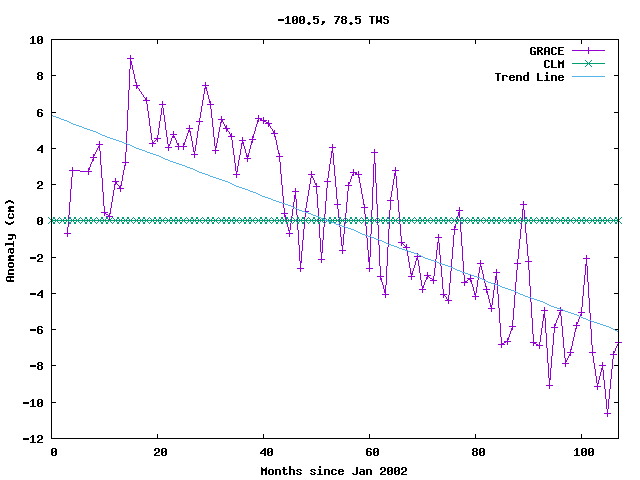 -100.5, 78.5 TWS
GRACE
CLM
Trend Line
10
8
6
4
2
0
-2
-4
-6
-8
-10
-12
Anomaly (cm)
0 20 40 60 80 100
Months since Jan 2002